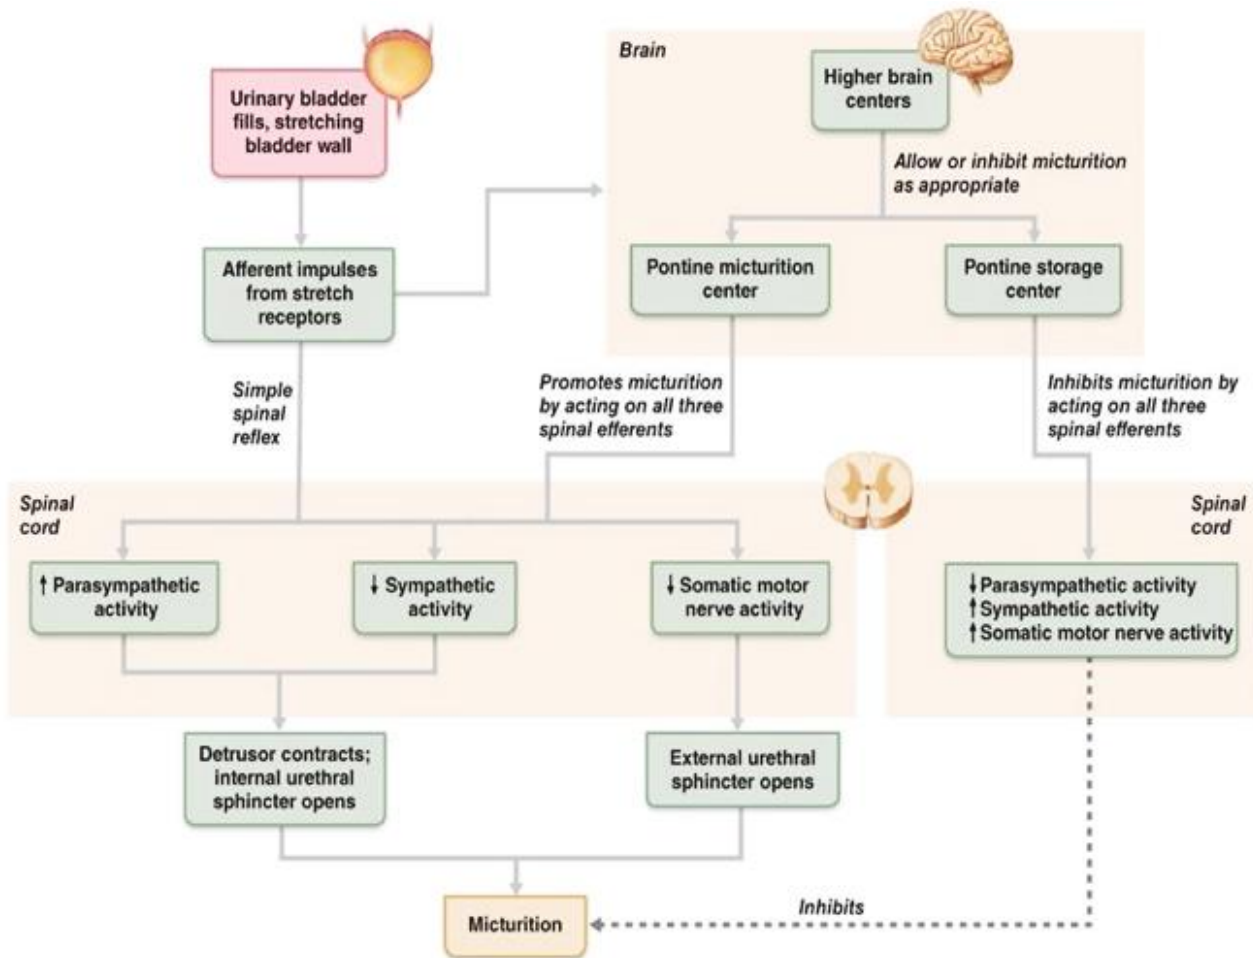 Brain
Higher brain
centers
Urinary bladder
fills, stretching
bladder wall
Allow or inhibit micturition
as appropriate
Afferent impulses
from stretch
receptors
Pontine micturition
center
Pontine storage
center
Simple
spinal
reflex
Promotes micturition
by acting on all three
spinal efferents
Inhibits micturition by
acting on all three
spinal efferents
Spinal
cord
Spinal
cord
↑ Parasympathetic
activity
↓ Sympathetic
activity
↓ Somatic motor
nerve activity
↓ Parasympathetic activity
↑ Sympathetic activity
↑ Somatic motor nerve activity
Detrusor contracts;
internal urethral
sphincter opens
External urethral
sphincter opens
Micturition
Inhibits